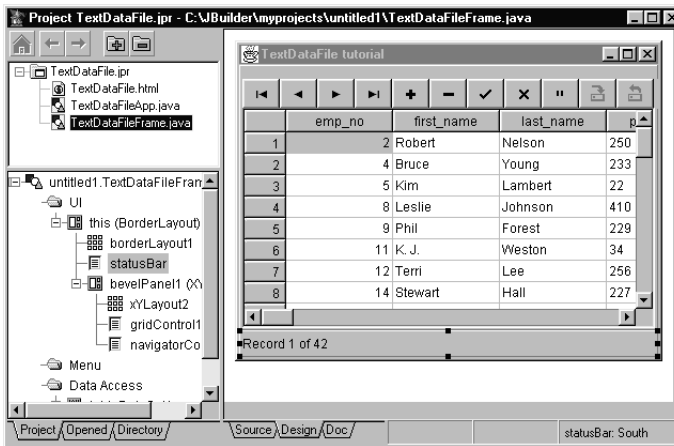 Project TextDataFile.jpr - C:\JBuilder\myprojects\untitled1\TextDataFileFrame.java
TextDataFile.jpr
TextDataFile.html
TextDataFileApp.java
TextDataFileFrame.java
untitled1.TextDataFileFram
UI
this (BorderLayout)
borderLayout1
statusBar
bevelPanel1 (XY
xYLayout2
gridControl1
navigatorCo
Menu
Data Access
Project Opened Directory
TextDataFile tutorial
emp_no first_name last_name p
1 2 Robert Nelson 250
2 4 Bruce Young 233
3 5 Kim Lambert 22
4 8 Leslie Johnson 410
5 9 Phil Forest 229
6 11 K. J. Weston 34
7 12 Terri Lee 256
8 14 Stewart Hall 227
Record 1 of 42
Source Design Doc
statusBar: South